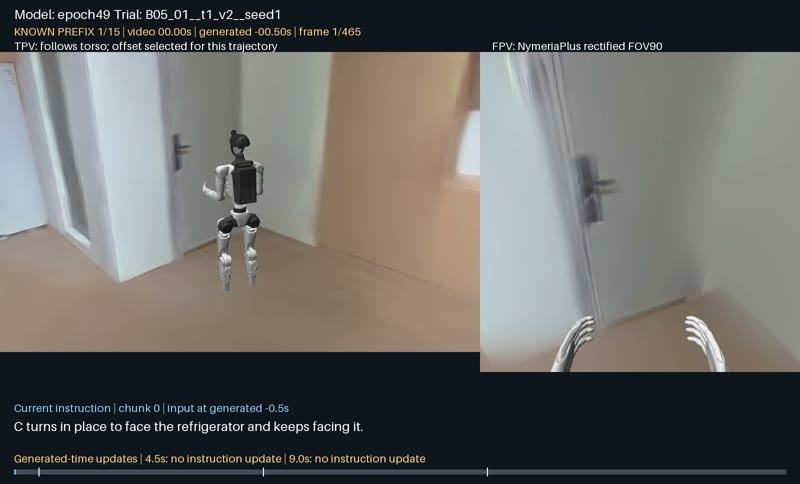 Model: epoch49 Trial: B05_01__t1_v2__seed1
KNOWN PREFIX 1/15 | video 00.00s | generated -00.50s | frame 1/465
TPV: follows torso; offset selected for this trajectory
FPV: NymeriaPlus rectified FOV90
Current instruction | chunk 0 | input at generated -0.5s
C turns in place to face the refrigerator and keeps facing it.
Generated-time updates | 4.5s: no instruction update | 9.0s: no instruction update